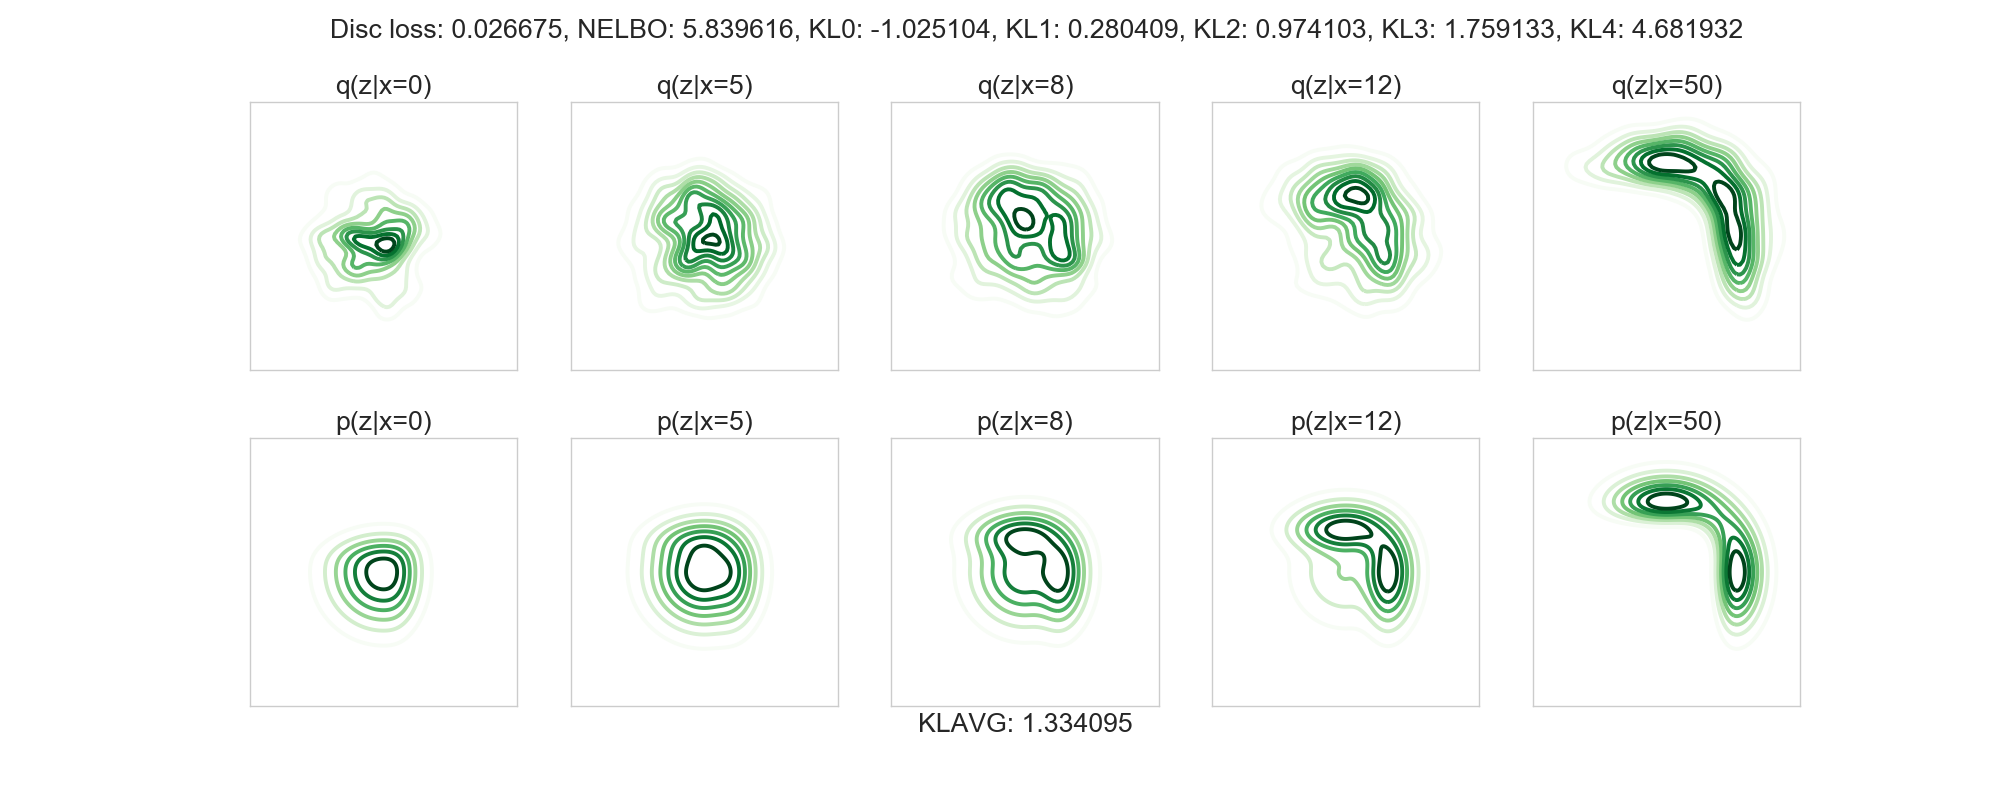 Disc loss: 0.026675, NELBO: 5.839616, KL0: -1.025104, KL1: 0.280409, KL2: 0.974103, KL3: 1.759133, KL4: 4.681932
q(z|x=0) q(z|x=5) q(z|x=8) q(z|x=12) q(z|x=50)
p(z|x=0) p(z|x=5) p(z|x=8) p(z|x=12) p(z|x=50)
KLAVG: 1.334095